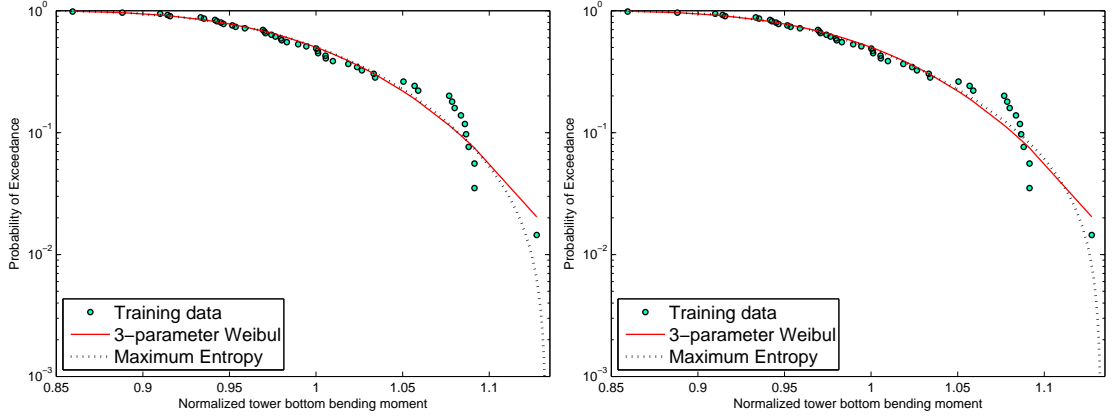 10^0
10^−1
10^−2
10^−3
Probability of Exceedance
Training data
3−parameter Weibul
Maximum Entropy
0.85 0.9 0.95 1 1.05 1.1
Normalized tower bottom bending moment
10^0
10^−1
10^−2
10^−3
Probability of Exceedance
Training data
3−parameter Weibul
Maximum Entropy
0.85 0.9 0.95 1 1.05 1.1
Normalized tower bottom bending moment